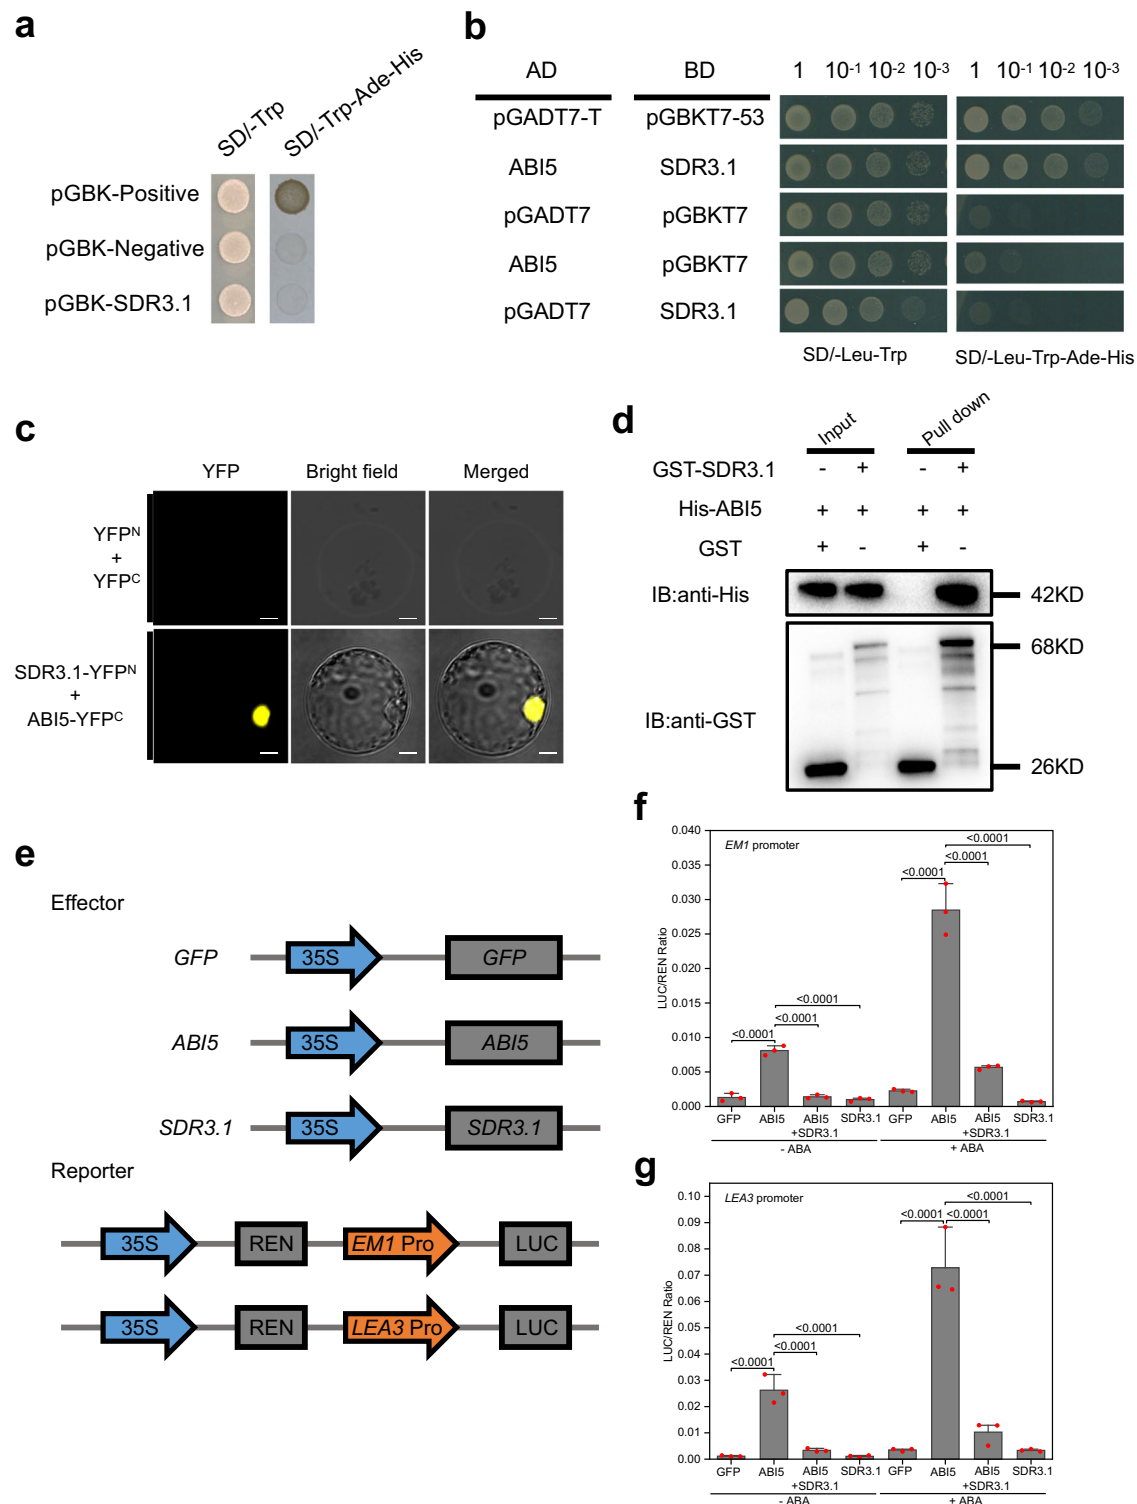 a
SD/-Trp
SD/-Trp-Ade-His
pGBK-Positive
pGBK-Negative
pGBK-SDR3.1
b
AD BD 1 10-1 10-2 10-3 1 10-1 10-2 10-3
pGADT7-T pGBKT7-53
ABI5 SDR3.1
pGADT7 pGBKT7
ABI5 pGBKT7
pGADT7 SDR3.1
SD/-Leu-Trp SD/-Leu-Trp-Ade-His
c
YFP Bright field Merged
YFPN
+
YFPC
SDR3.1-YFPN
+
ABI5-YFPC
d
Input Pull down
GST-SDR3.1 - + - +
His-ABI5 + + + +
GST + - + -
IB:anti-His 42KD
68KD
IB:anti-GST
26KD
e
Effector
GFP 35S GFP
ABI5 35S ABI5
SDR3.1 35S SDR3.1
Reporter
35S REN EM1 Pro LUC
35S REN LEA3 Pro LUC
f
EM1 promoter
LUC/REN Ratio
0.040
0.035
0.030
0.025
0.020
0.015
0.010
0.005
0.000
<0.0001
<0.0001
<0.0001
<0.0001
<0.0001
<0.0001
GFP ABI5 ABI5 SDR3.1 GFP ABI5 ABI5 SDR3.1
+SDR3.1 +SDR3.1
- ABA + ABA
g
LEA3 promoter
LUC/REN Ratio
0.10
0.09
0.08
0.07
0.06
0.05
0.04
0.03
0.02
0.01
0.00
<0.0001
<0.0001 <0.0001
<0.0001
<0.0001
<0.0001
GFP ABI5 ABI5 SDR3.1 GFP ABI5 ABI5 SDR3.1
+SDR3.1 +SDR3.1
- ABA + ABA